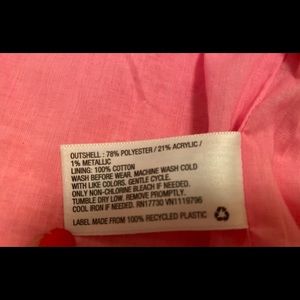 OUTSHELL : 78% POLYESTER / 21% ACRYLIC /
1% METALLIC
LINING: 100% COTTON
WASH BEFORE WEAR. MACHINE WASH COLD
WITH LIKE COLORS. GENTLE CYCLE.
ONLY NON-CHLORINE BLEACH IF NEEDED.
TUMBLE DRY LOW. REMOVE PROMPTLY.
COOL IRON IF NEEDED. RN17730 VN1119796
LABEL MADE FROM 100% RECYCLED PLASTIC